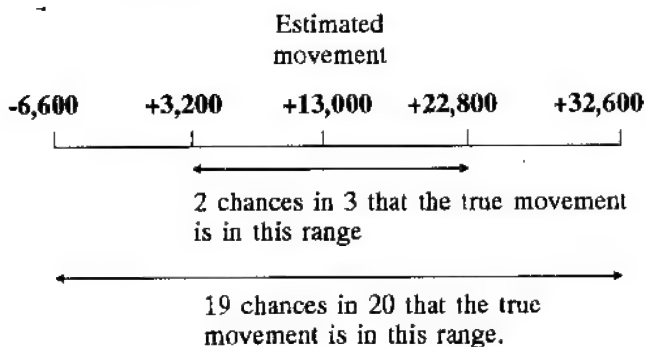 Estimated
movement
-6,600 +3,200 +13,000 +22,800 +32,600
2 chances in 3 that the true movement
is in this range
19 chances in 20 that the true
movement is in this range.